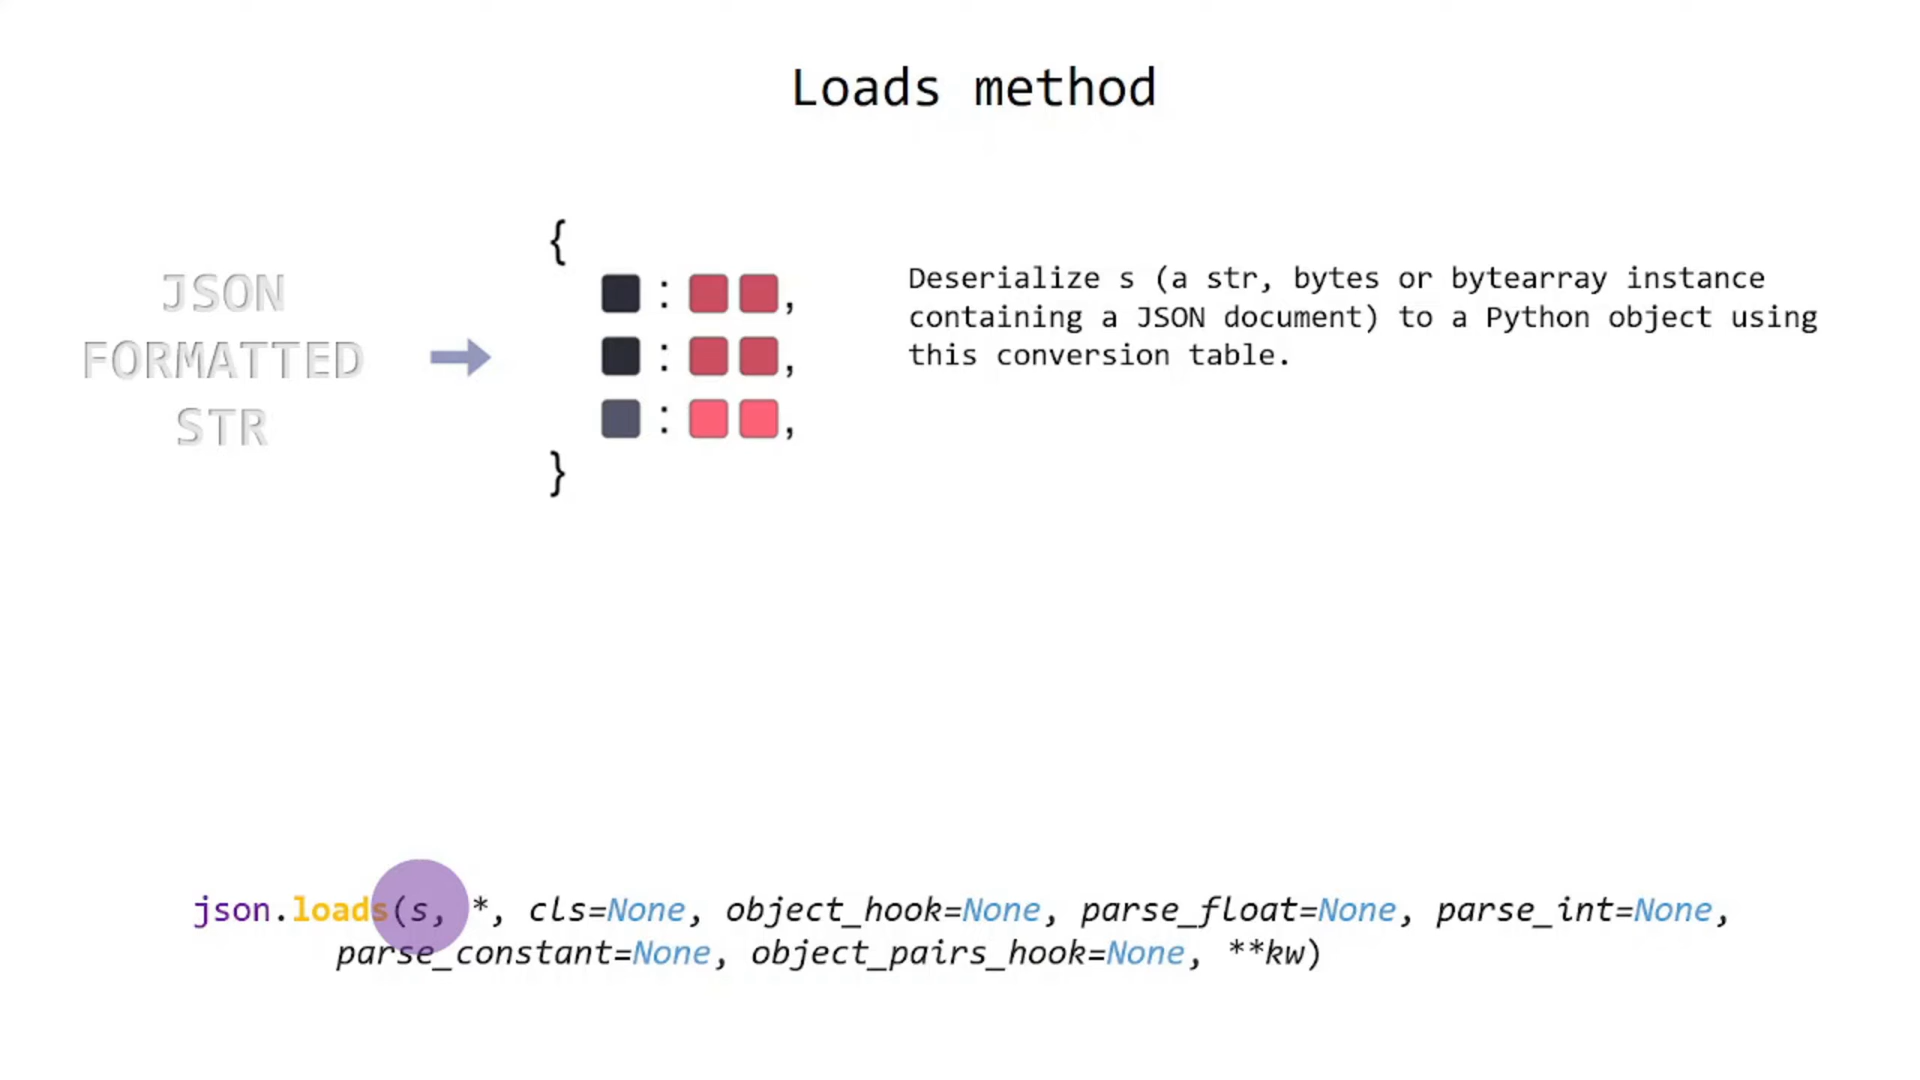 Loads method
JSON
FORMATTED
STR
{
: ,
: ,
: ,
}
Deserialize s (a str, bytes or bytearray instance
containing a JSON document) to a Python object using
this conversion table.
json.loads(s, *, cls=None, object_hook=None, parse_float=None, parse_int=None,
parse_constant=None, object_pairs_hook=None, **kw)